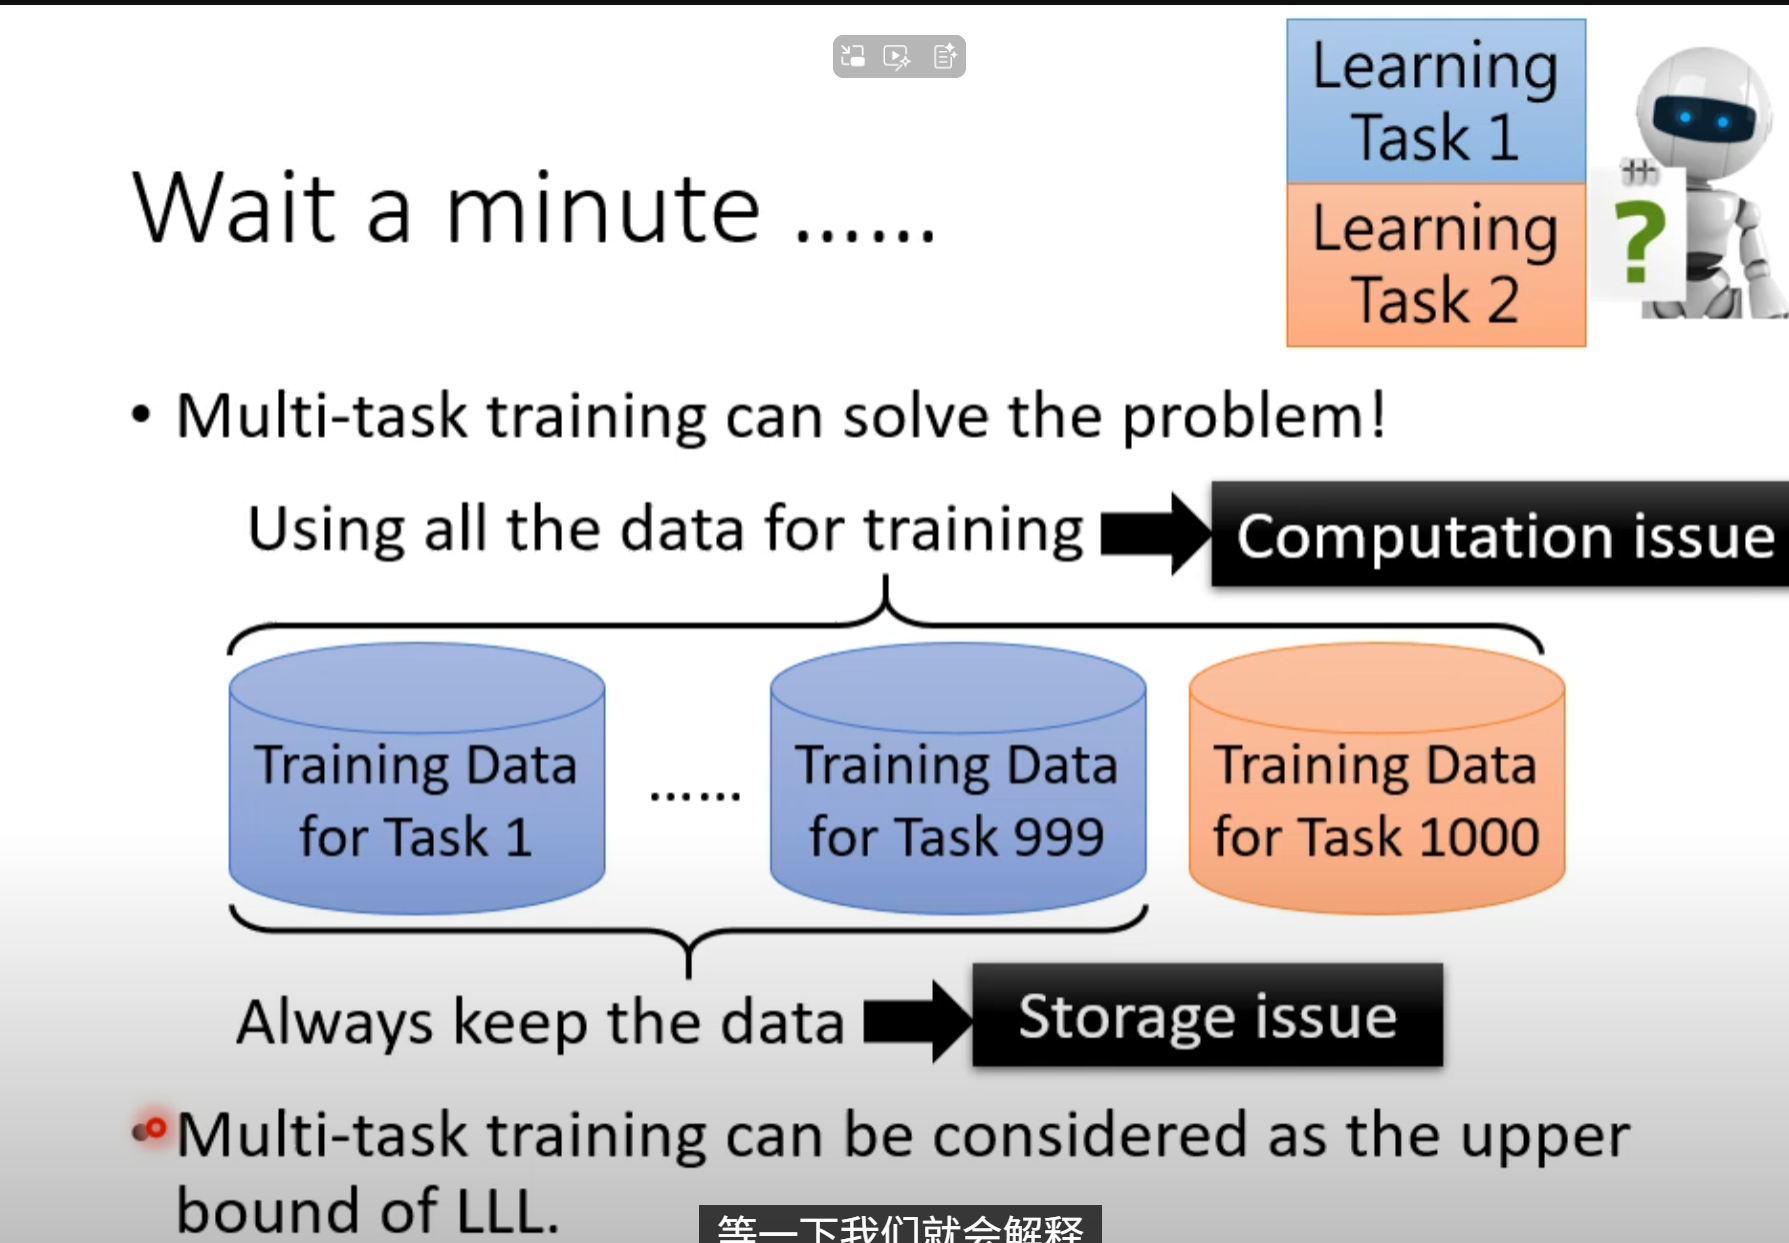 Learning
Task 1
Learning
Task 2
?
Wait a minute ......
• Multi-task training can solve the problem!
Using all the data for training
Computation issue
Training Data
for Task 1
......
Training Data
for Task 999
Training Data
for Task 1000
Always keep the data
Storage issue
• Multi-task training can be considered as the upper
bound of LLL.
等一下我们就会解释